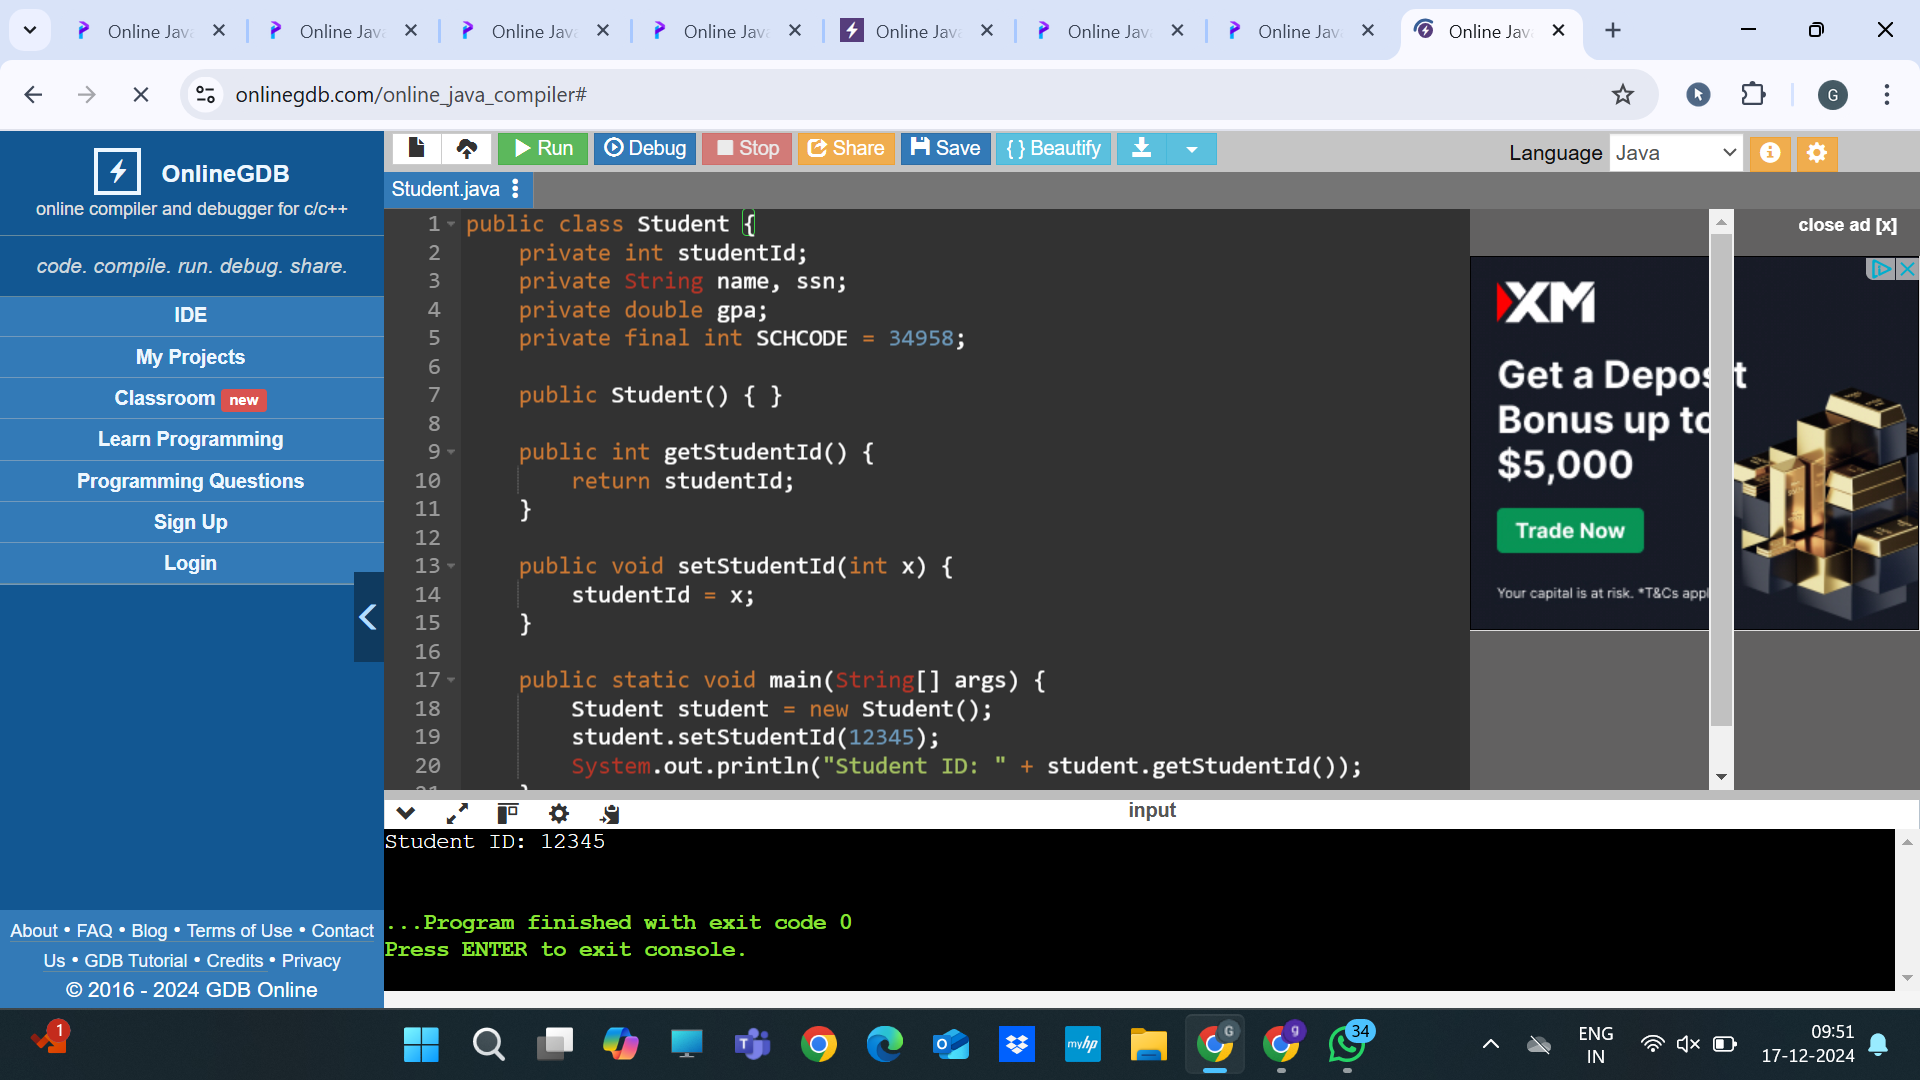 Online Jav
Online Jav
Online Jav
Online Jav
Online Jav
Online Jav
Online Jav
Online Jav
onlinegdb.com/online_java_compiler#
G
OnlineGDB
online compiler and debugger for c/c++
code. compile. run. debug. share.
IDE
My Projects
Classroom new
Learn Programming
Programming Questions
Sign Up
Login
About • FAQ • Blog • Terms of Use • Contact
Us • GDB Tutorial • Credits • Privacy
© 2016 - 2024 GDB Online
Run
Debug
Stop
Share
Save
{ } Beautify
Language Java
Student.java
1 public class Student {
2 private int studentId;
3 private String name, ssn;
4 private double gpa;
5 private final int SCHCODE = 34958;
6
7 public Student() { }
8
9 public int getStudentId() {
10 return studentId;
11 }
12
13 public void setStudentId(int x) {
14 studentId = x;
15 }
16
17 public static void main(String[] args) {
18 Student student = new Student();
19 student.setStudentId(12345);
20 System.out.println("Student ID: " + student.getStudentId());
close ad [x]
XM
Get a Deposit
Bonus up to
$5,000
Trade Now
Your capital is at risk. *T&Cs appl
input
Student ID: 12345
...Program finished with exit code 0
Press ENTER to exit console.
1
myhp
G
g
34
ENG
IN
09:51
17-12-2024